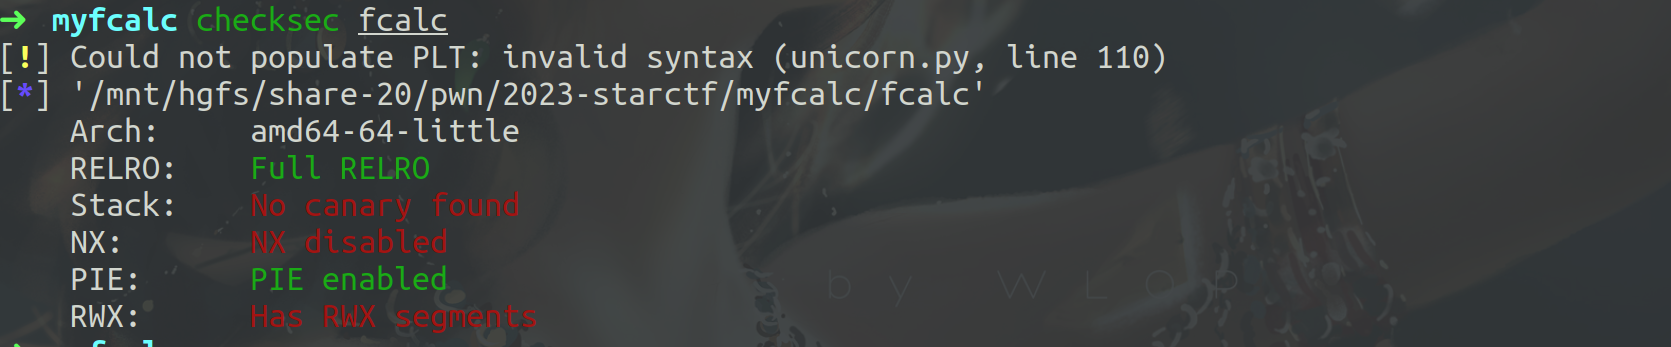 ➜ myfcalc checksec fcalc
[!] Could not populate PLT: invalid syntax (unicorn.py, line 110)
[*] '/mnt/hgfs/share-20/pwn/2023-starctf/myfcalc/fcalc'
Arch: amd64-64-little
RELRO: Full RELRO
Stack: No canary found
NX: NX disabled
PIE: PIE enabled
by WLOP
RWX: Has RWX segments